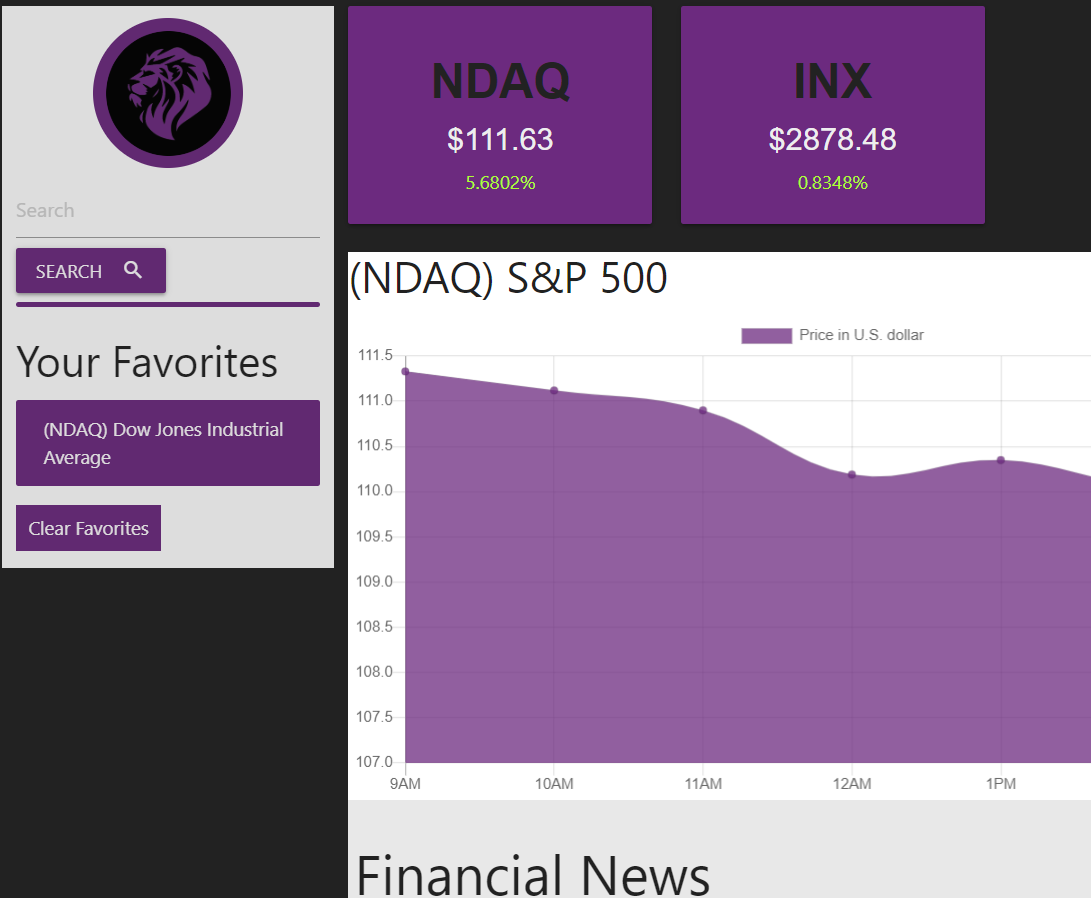 Search
SEARCH
Your Favorites
(NDAQ) Dow Jones Industrial
Average
Clear Favorites
NDAQ
$111.63
5.6802%
INX
$2878.48
0.8348%
(NDAQ) S&P 500
Price in U.S. dollar
111.5
111.0
110.5
110.0
109.5
109.0
108.5
108.0
107.5
107.0
9AM
10AM
11AM
12AM
1PM
Financial News